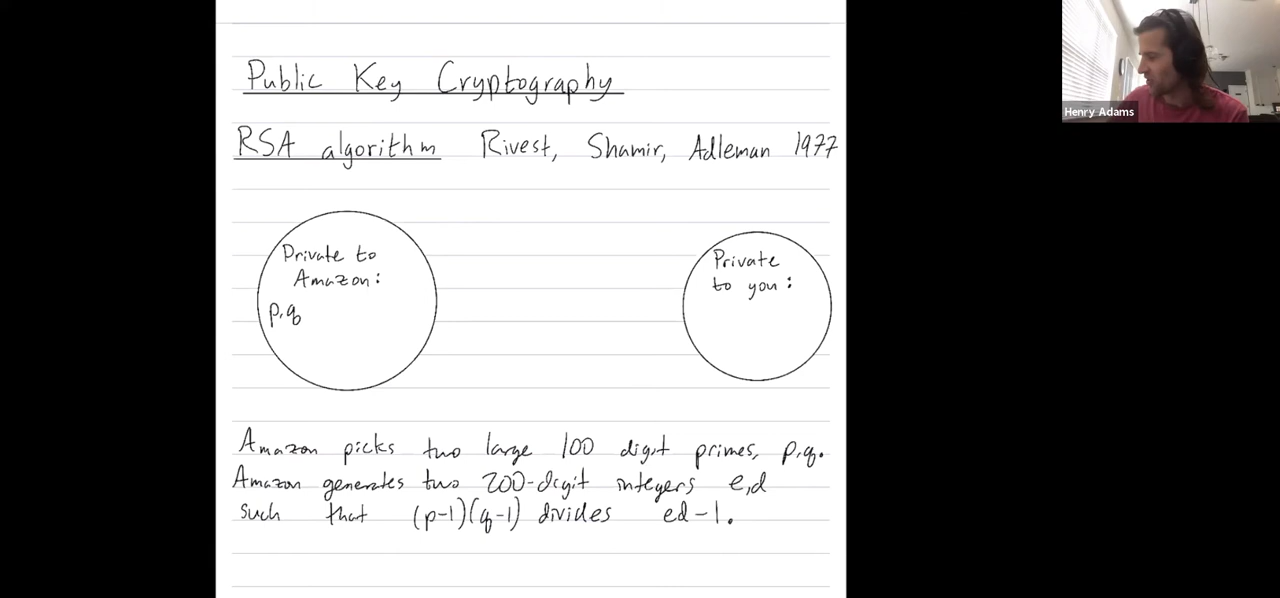 Public Key Cryptography
RSA algorithm Rivest, Shamir, Adleman 1977
Private to
Amazon:
p,q
Private
to you:
Amazon picks two large 100 digit primes, p,q.
Amazon generates two 200-digit integers e,d
such that (p-1)(q-1) divides ed-1.
Henry Adams